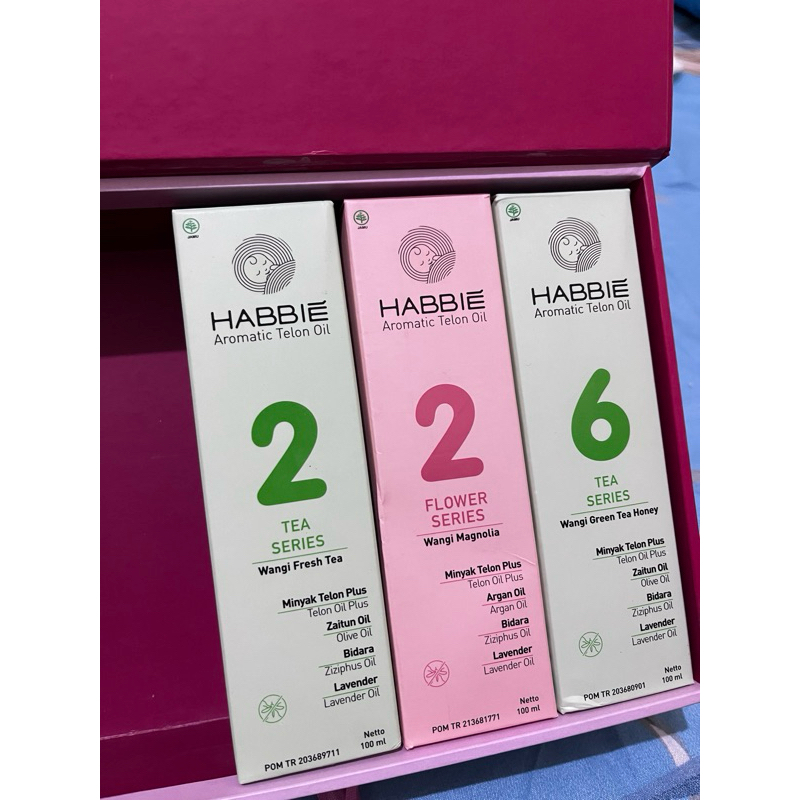 JAMU
HABBIE
Aromatic Telon Oil
2
TEA
SERIES
Wangi Fresh Tea
Minyak Telon Plus
Telon Oil Plus
Zaitun Oil
Olive Oil
Bidara
Ziziphus Oil
Lavender
Lavender Oil
Netto
100 ml
POM TR 203689711
JAMU
HABBIE
Aromatic Telon Oil
2
FLOWER
SERIES
Wangi Magnolia
Minyak Telon Plus
Telon Oil Plus
Argan Oil
Argan Oil
Bidara
Ziziphus Oil
Lavender
Lavender Oil
Netto
100 ml
POM TR 213681771
JAMU
HABBIE
Aromatic Telon Oil
6
TEA
SERIES
Wangi Green Tea Honey
Minyak Telon Plus
Telon Oil Plus
Zaitun Oil
Olive Oil
Bidara
Ziziphus Oil
Lavender
Lavender Oil
Netto
100 ml
POM TR 203680901